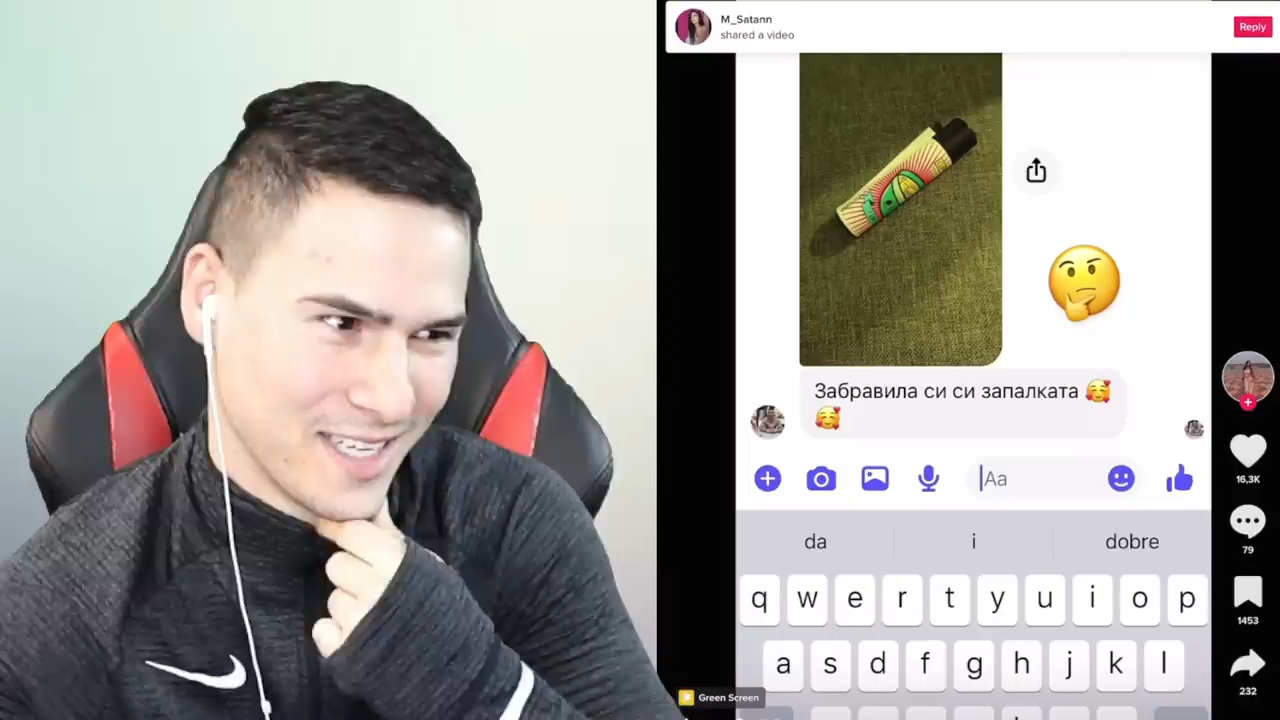 M_Satann
shared a video
Reply
Забравила си си запалката 🥰
🥰
Aa
da i dobre
q w e r t y u i o p
a s d f g h j k l
16,3K
79
1453
232
Green Screen